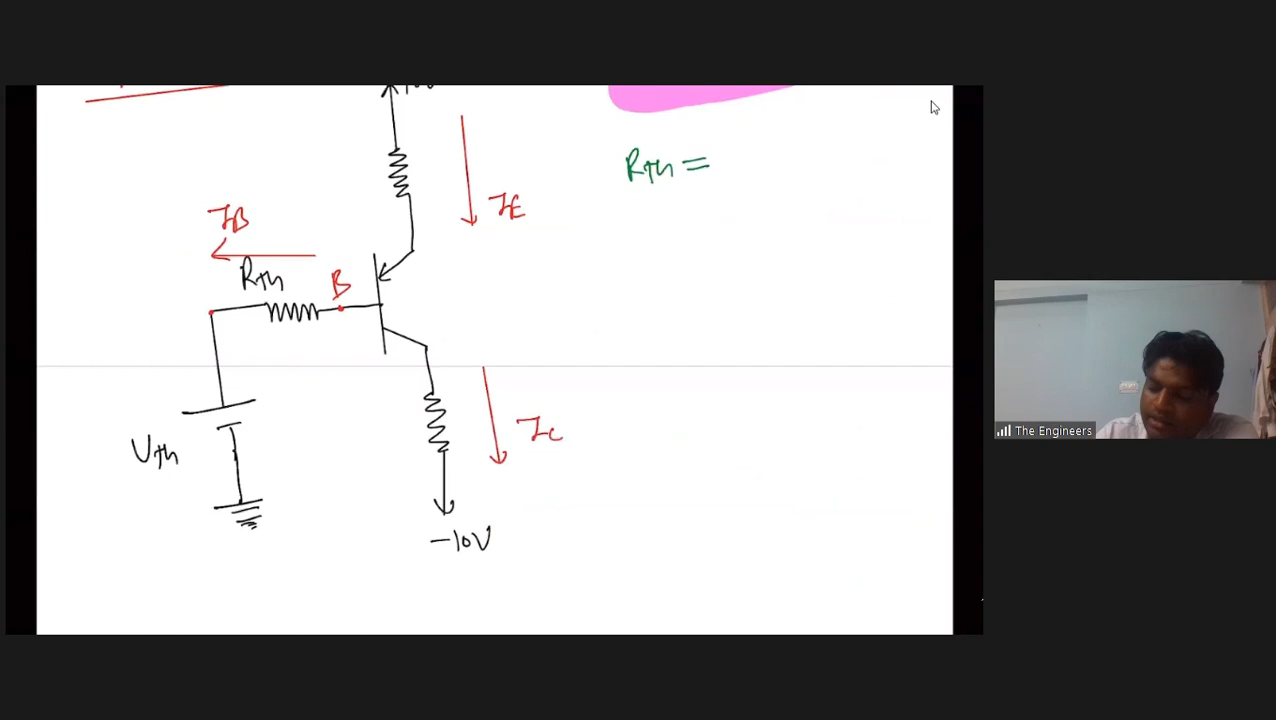 Rth =
IE
IB
Rth
B
Vth
Ic
-10V
The Engineers